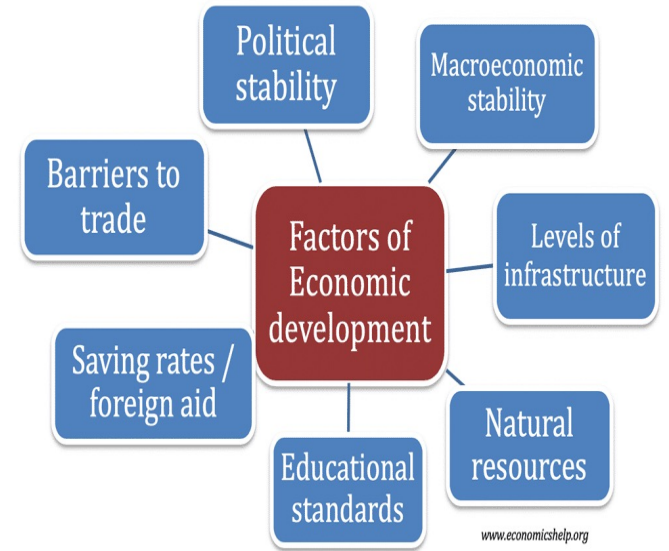 Political
stability
Macroeconomic
stability
Barriers to
trade
Factors of
Economic
development
Levels of
infrastructure
Saving rates /
foreign aid
Natural
resources
Educational
standards
www.economicshelp.org